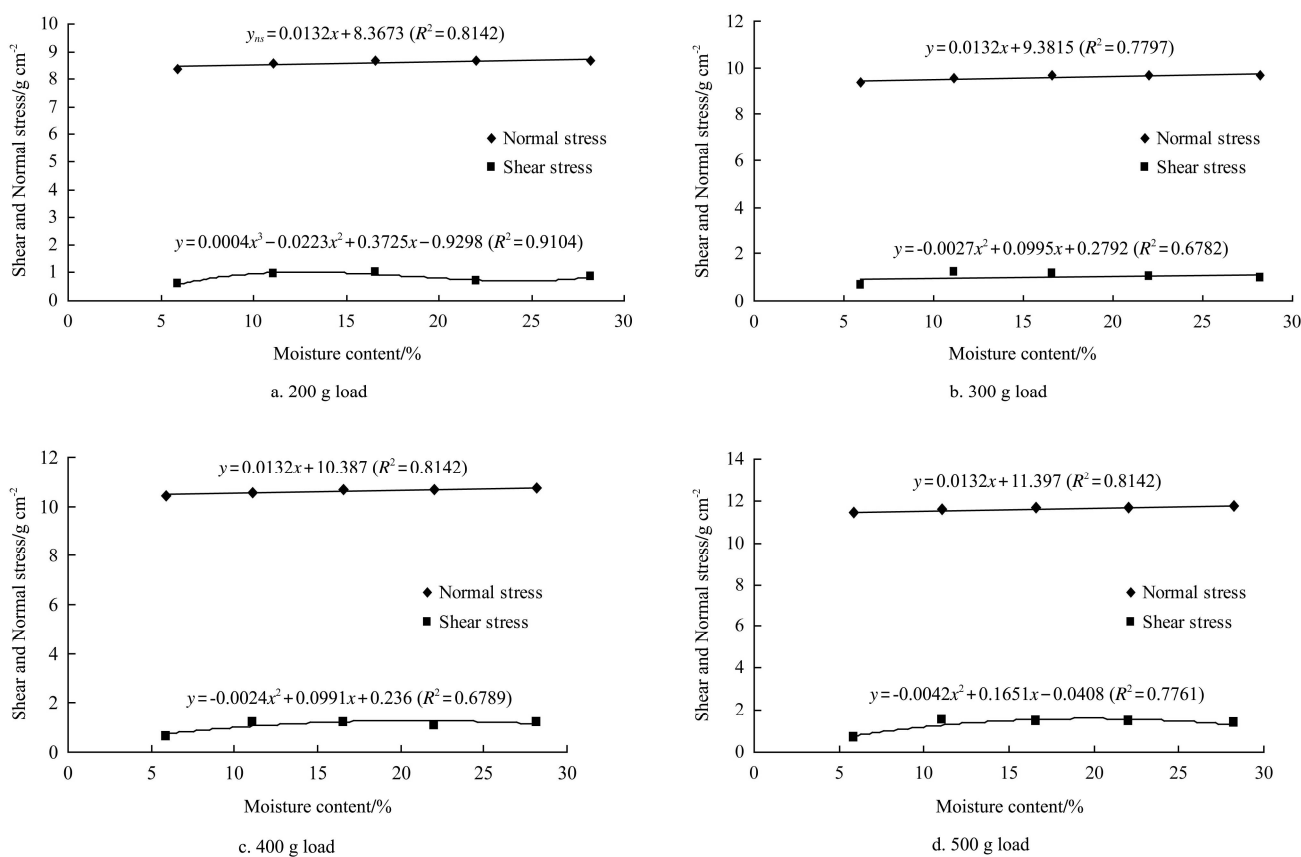 Shear and Normal stress/g cm⁻²
10
9
8
7
6
5
4
3
2
1
0
yₙₛ=0.0132x+8.3673 (R²=0.8142)
Normal stress
Shear stress
y=0.0004x³−0.0223x²+0.3725x−0.9298 (R²=0.9104)
0 5 10 15 20 25 30
Moisture content/%
a. 200 g load
Shear and Normal stress/g cm⁻²
12
10
8
6
4
2
0
y=0.0132x+9.3815 (R²=0.7797)
Normal stress
Shear stress
y=-0.0027x²+0.0995x+0.2792 (R²=0.6782)
0 5 10 15 20 25 30
Moisture content/%
b. 300 g load
Shear and Normal stress/g cm⁻²
12
10
8
6
4
2
0
y=0.0132x+10.387 (R²=0.8142)
Normal stress
Shear stress
y=-0.0024x²+0.0991x+0.236 (R²=0.6789)
0 5 10 15 20 25 30
Moisture content/%
c. 400 g load
Shear and Normal stress/g cm⁻²
14
12
10
8
6
4
2
0
y=0.0132x+11.397 (R²=0.8142)
Normal stress
Shear stress
y=-0.0042x²+0.1651x−0.0408 (R²=0.7761)
0 5 10 15 20 25 30
Moisture content/%
d. 500 g load